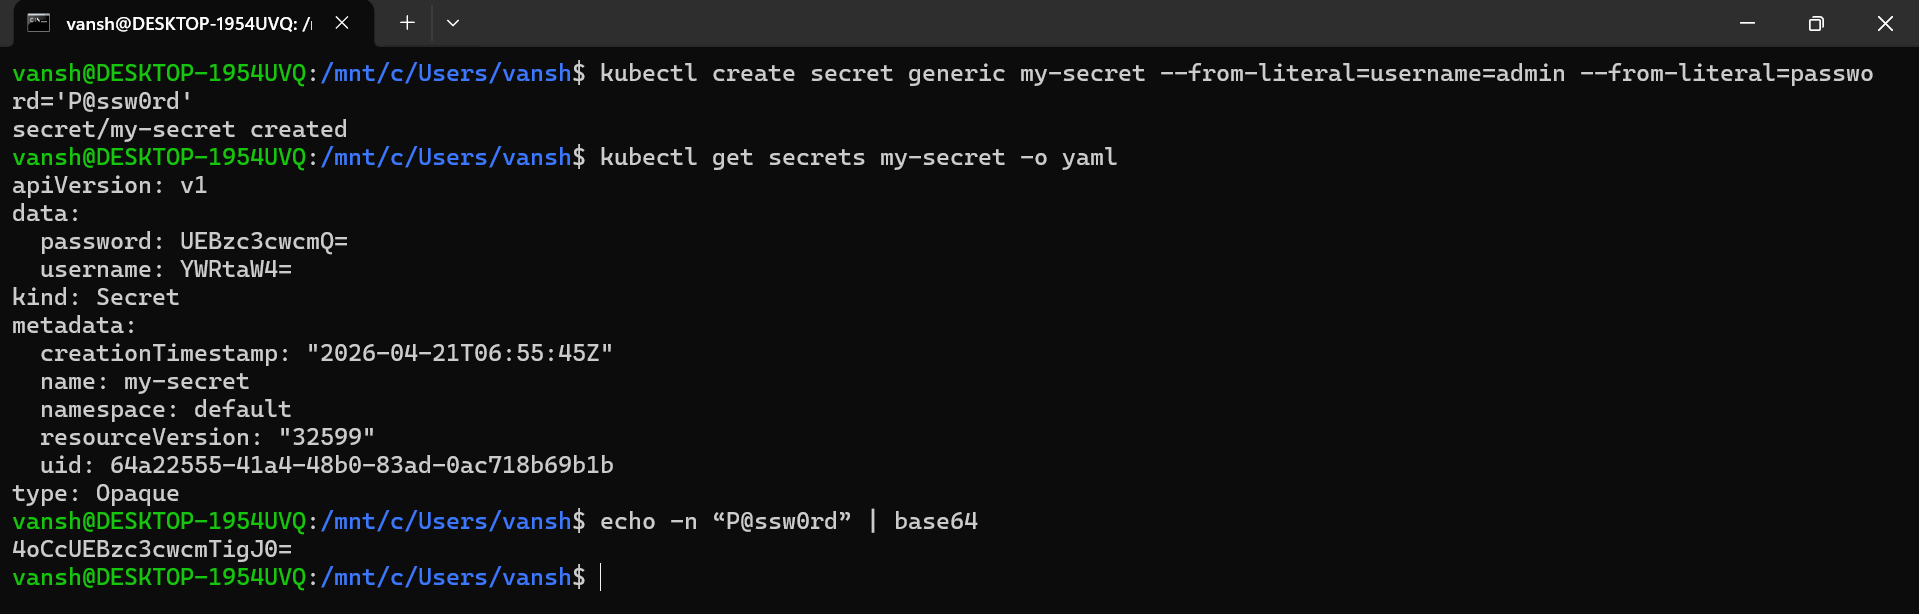 vansh@DESKTOP-1954UVQ: /
vansh@DESKTOP-1954UVQ:/mnt/c/Users/vansh$ kubectl create secret generic my-secret --from-literal=username=admin --from-literal=passwo
rd='P@ssw0rd'
secret/my-secret created
vansh@DESKTOP-1954UVQ:/mnt/c/Users/vansh$ kubectl get secrets my-secret -o yaml
apiVersion: v1
data:
  password: UEBzc3cwcmQ=
  username: YWRtaW4=
kind: Secret
metadata:
  creationTimestamp: "2026-04-21T06:55:45Z"
  name: my-secret
  namespace: default
  resourceVersion: "32599"
  uid: 64a22555-41a4-48b0-83ad-0ac718b69b1b
type: Opaque
vansh@DESKTOP-1954UVQ:/mnt/c/Users/vansh$ echo -n “P@ssw0rd” | base64
4oCcUEBzc3cwcmTigJ0=
vansh@DESKTOP-1954UVQ:/mnt/c/Users/vansh$